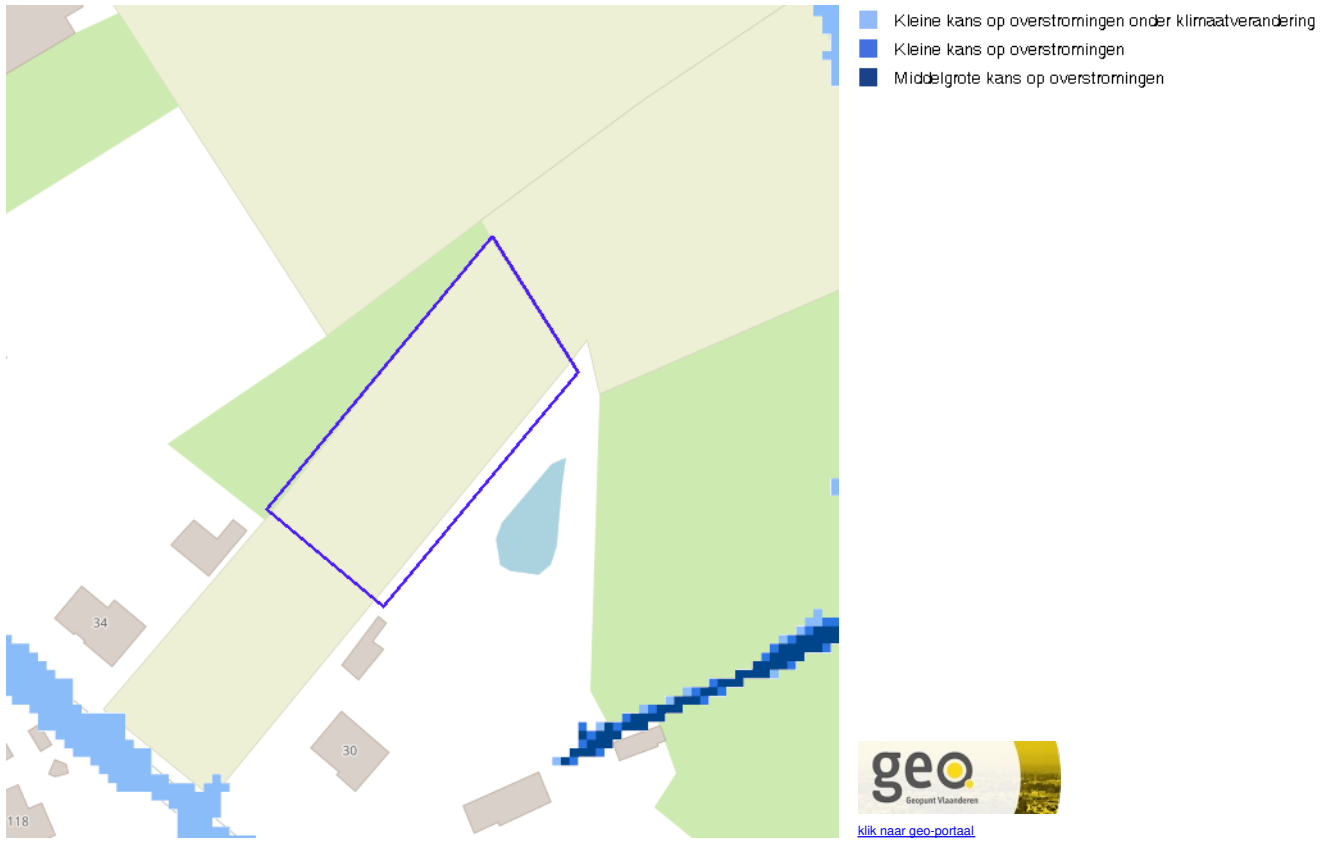 Kleine kans op overstromingen onder klimaatverandering
Kleine kans op overstromingen
Middelgrote kans op overstromingen
34
30
118
geo.
Geopunt Vlaanderen
klik naar geo-portaal